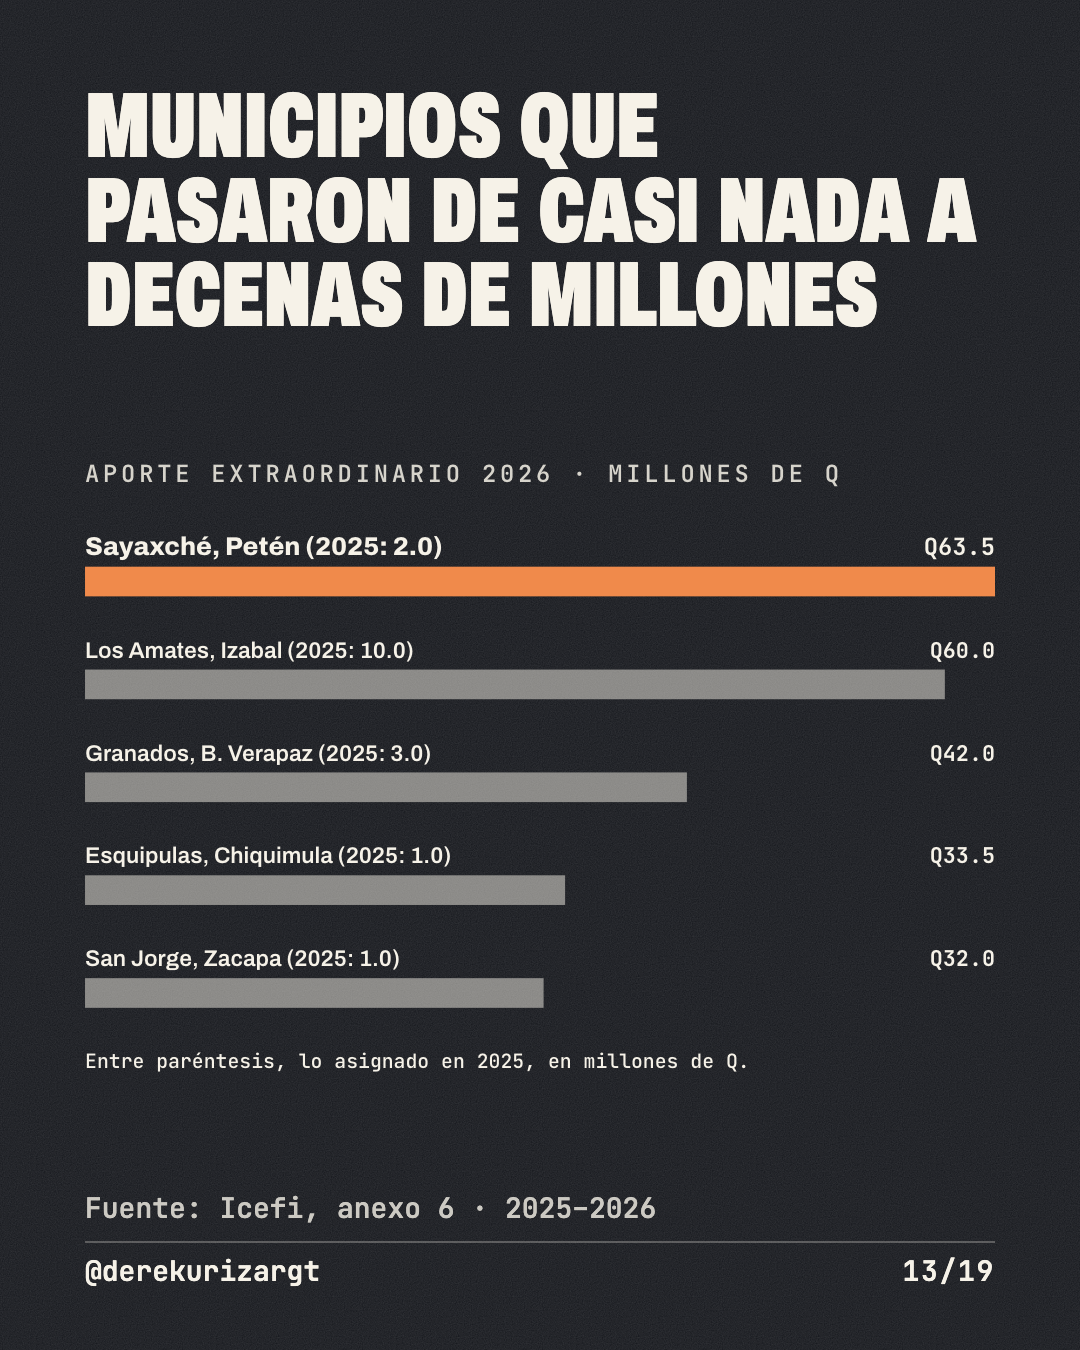 MUNICIPIOS QUE
PASARON DE CASI NADA A
DECENAS DE MILLONES
APORTE EXTRAORDINARIO 2026 · MILLONES DE Q
Sayaxché, Petén (2025: 2.0) Q63.5
Los Amates, Izabal (2025: 10.0) Q60.0
Granados, B. Verapaz (2025: 3.0) Q42.0
Esquipulas, Chiquimula (2025: 1.0) Q33.5
San Jorge, Zacapa (2025: 1.0) Q32.0
Entre paréntesis, lo asignado en 2025, en millones de Q.
Fuente: Icefi, anexo 6 · 2025–2026
@derekurizargt 13/19